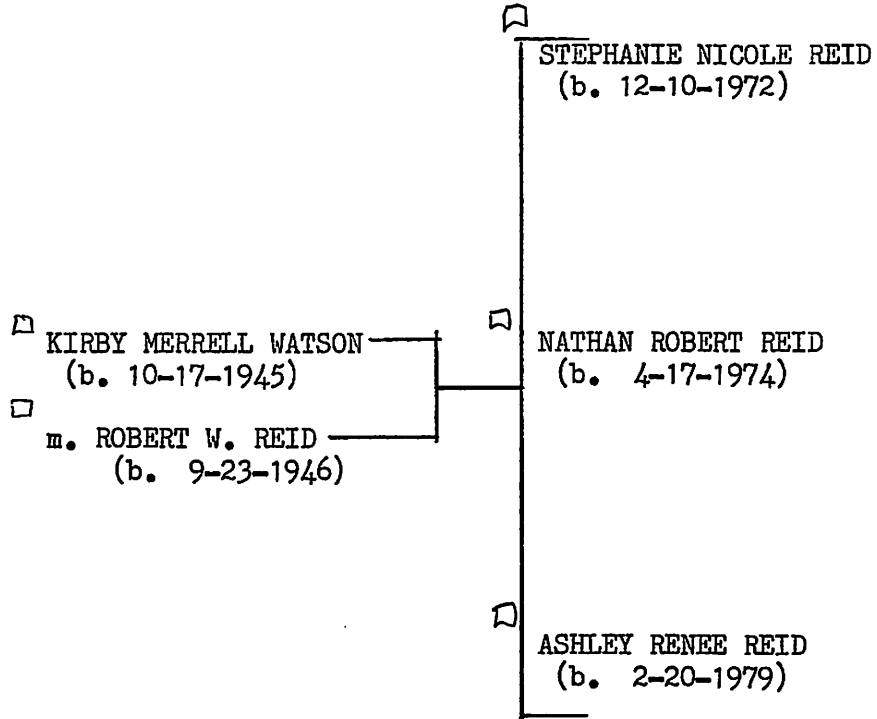 STEPHANIE NICOLE REID
(b. 12-10-1972)
KIRBY MERRELL WATSON
(b. 10-17-1945)
m. ROBERT W. REID
(b. 9-23-1946)
NATHAN ROBERT REID
(b. 4-17-1974)
ASHLEY RENEE REID
(b. 2-20-1979)